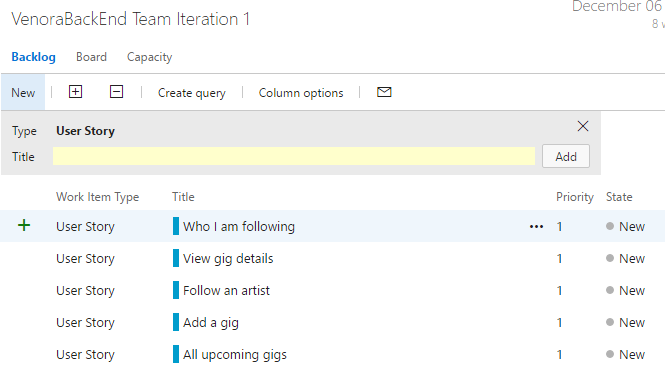 VenoraBackEnd Team Iteration 1
December 06
8
Backlog Board Capacity
New Create query Column options
Type User Story
Title Add
Work Item Type Title Priority State
User Story Who I am following ••• 1 New
User Story View gig details 1 New
User Story Follow an artist 1 New
User Story Add a gig 1 New
User Story All upcoming gigs 1 New